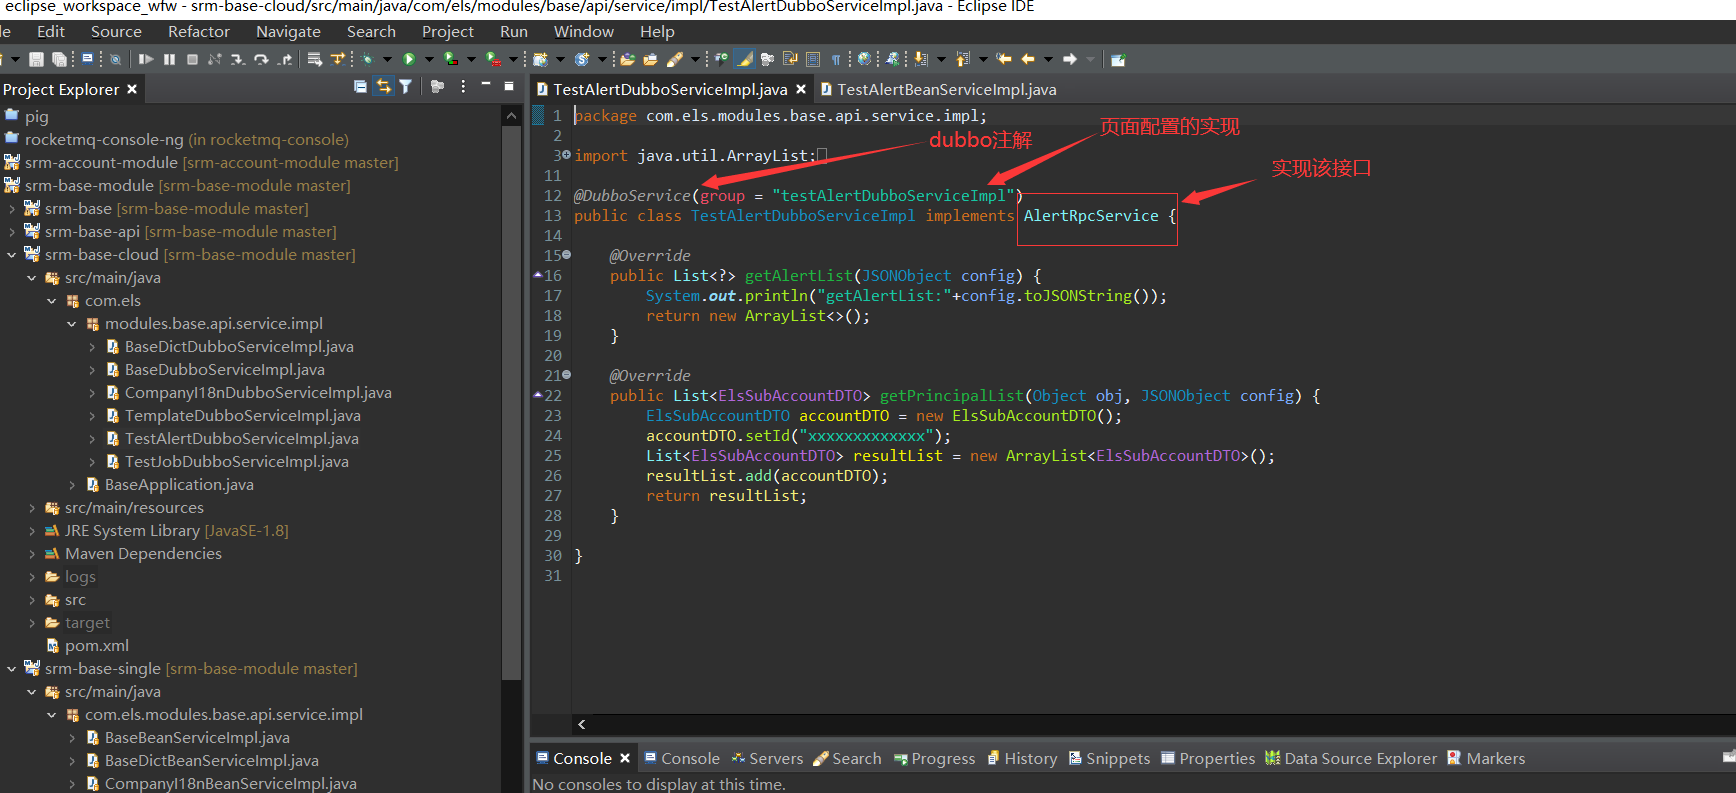 eclipse_workspace_wfw - srm-base-cloud/src/main/java/com/els/modules/base/api/service/impl/TestAlertDubboServiceImpl.java - Eclipse IDE
le Edit Source Refactor Navigate Search Project Run Window Help
Project Explorer
pig
rocketmq-console-ng (in rocketmq-console)
srm-account-module [srm-account-module master]
srm-base-module [srm-base-module master]
srm-base [srm-base-module master]
srm-base-api [srm-base-module master]
srm-base-cloud [srm-base-module master]
src/main/java
com.els
modules.base.api.service.impl
BaseDictDubboServiceImpl.java
BaseDubboServiceImpl.java
CompanyI18nDubboServiceImpl.java
TemplateDubboServiceImpl.java
TestAlertDubboServiceImpl.java
TestJobDubboServiceImpl.java
BaseApplication.java
src/main/resources
JRE System Library [JavaSE-1.8]
Maven Dependencies
logs
src
target
pom.xml
srm-base-single [srm-base-module master]
src/main/java
com.els.modules.base.api.service.impl
BaseBeanServiceImpl.java
BaseDictBeanServiceImpl.java
CompanyI18nBeanServiceImpl.java
TestAlertDubboServiceImpl.java TestAlertBeanServiceImpl.java
1 package com.els.modules.base.api.service.impl;
页面配置的实现
2
dubbo注解
3 import java.util.ArrayList;
实现该接口
11
12 @DubboService(group = "testAlertDubboServiceImpl")
13 public class TestAlertDubboServiceImpl implements AlertRpcService {
14
15 @Override
16 public List<?> getAlertList(JSONObject config) {
17 System.out.println("getAlertList:"+config.toJSONString());
18 return new ArrayList<>();
19 }
20
21 @Override
22 public List<ElsSubAccountDTO> getPrincipalList(Object obj, JSONObject config) {
23 ElsSubAccountDTO accountDTO = new ElsSubAccountDTO();
24 accountDTO.setId("xxxxxxxxxxxxx");
25 List<ElsSubAccountDTO> resultList = new ArrayList<ElsSubAccountDTO>();
26 resultList.add(accountDTO);
27 return resultList;
28 }
29
30 }
31
Console Console Servers Search Progress History Snippets Properties Data Source Explorer Markers
No consoles to display at this time.